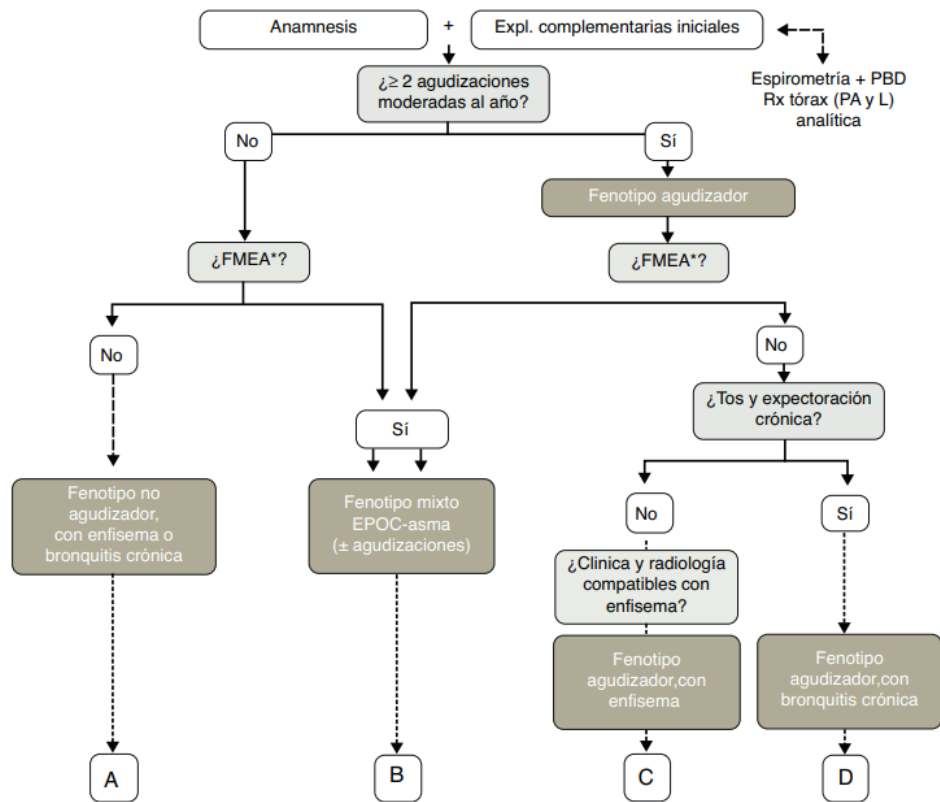 Anamnesis
+
Expl. complementarias iniciales
Espirometría + PBD
Rx tórax (PA y L)
analítica
¿≥ 2 agudizaciones
moderadas al año?
No
Sí
Fenotipo agudizador
¿FMEA*?
¿FMEA*?
No
Sí
No
¿Tos y expectoración
crónica?
Fenotipo no
agudizador,
con enfisema o
bronquitis crónica
Fenotipo mixto
EPOC-asma
(± agudizaciones)
No
Sí
¿Clinica y radiología
compatibles con
enfisema?
Fenotipo
agudizador,con
enfisema
Fenotipo
agudizador,con
bronquitis crónica
A
B
C
D